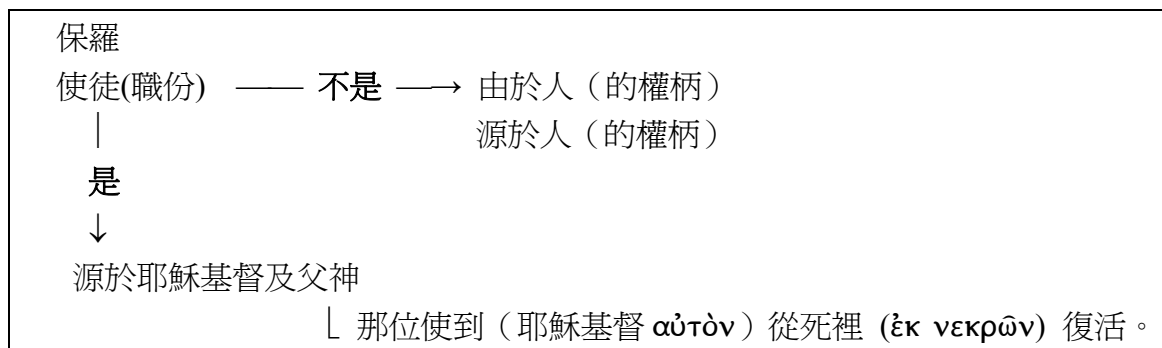 保羅
使徒(職份) —— 不是 —→ 由於人（的權柄）
｜ 源於人（的權柄）
是
↓
源於耶穌基督及父神
⎣ 那位使到（耶穌基督 αὐτὸν）從死裡 (ἐκ νεκρῶν) 復活。